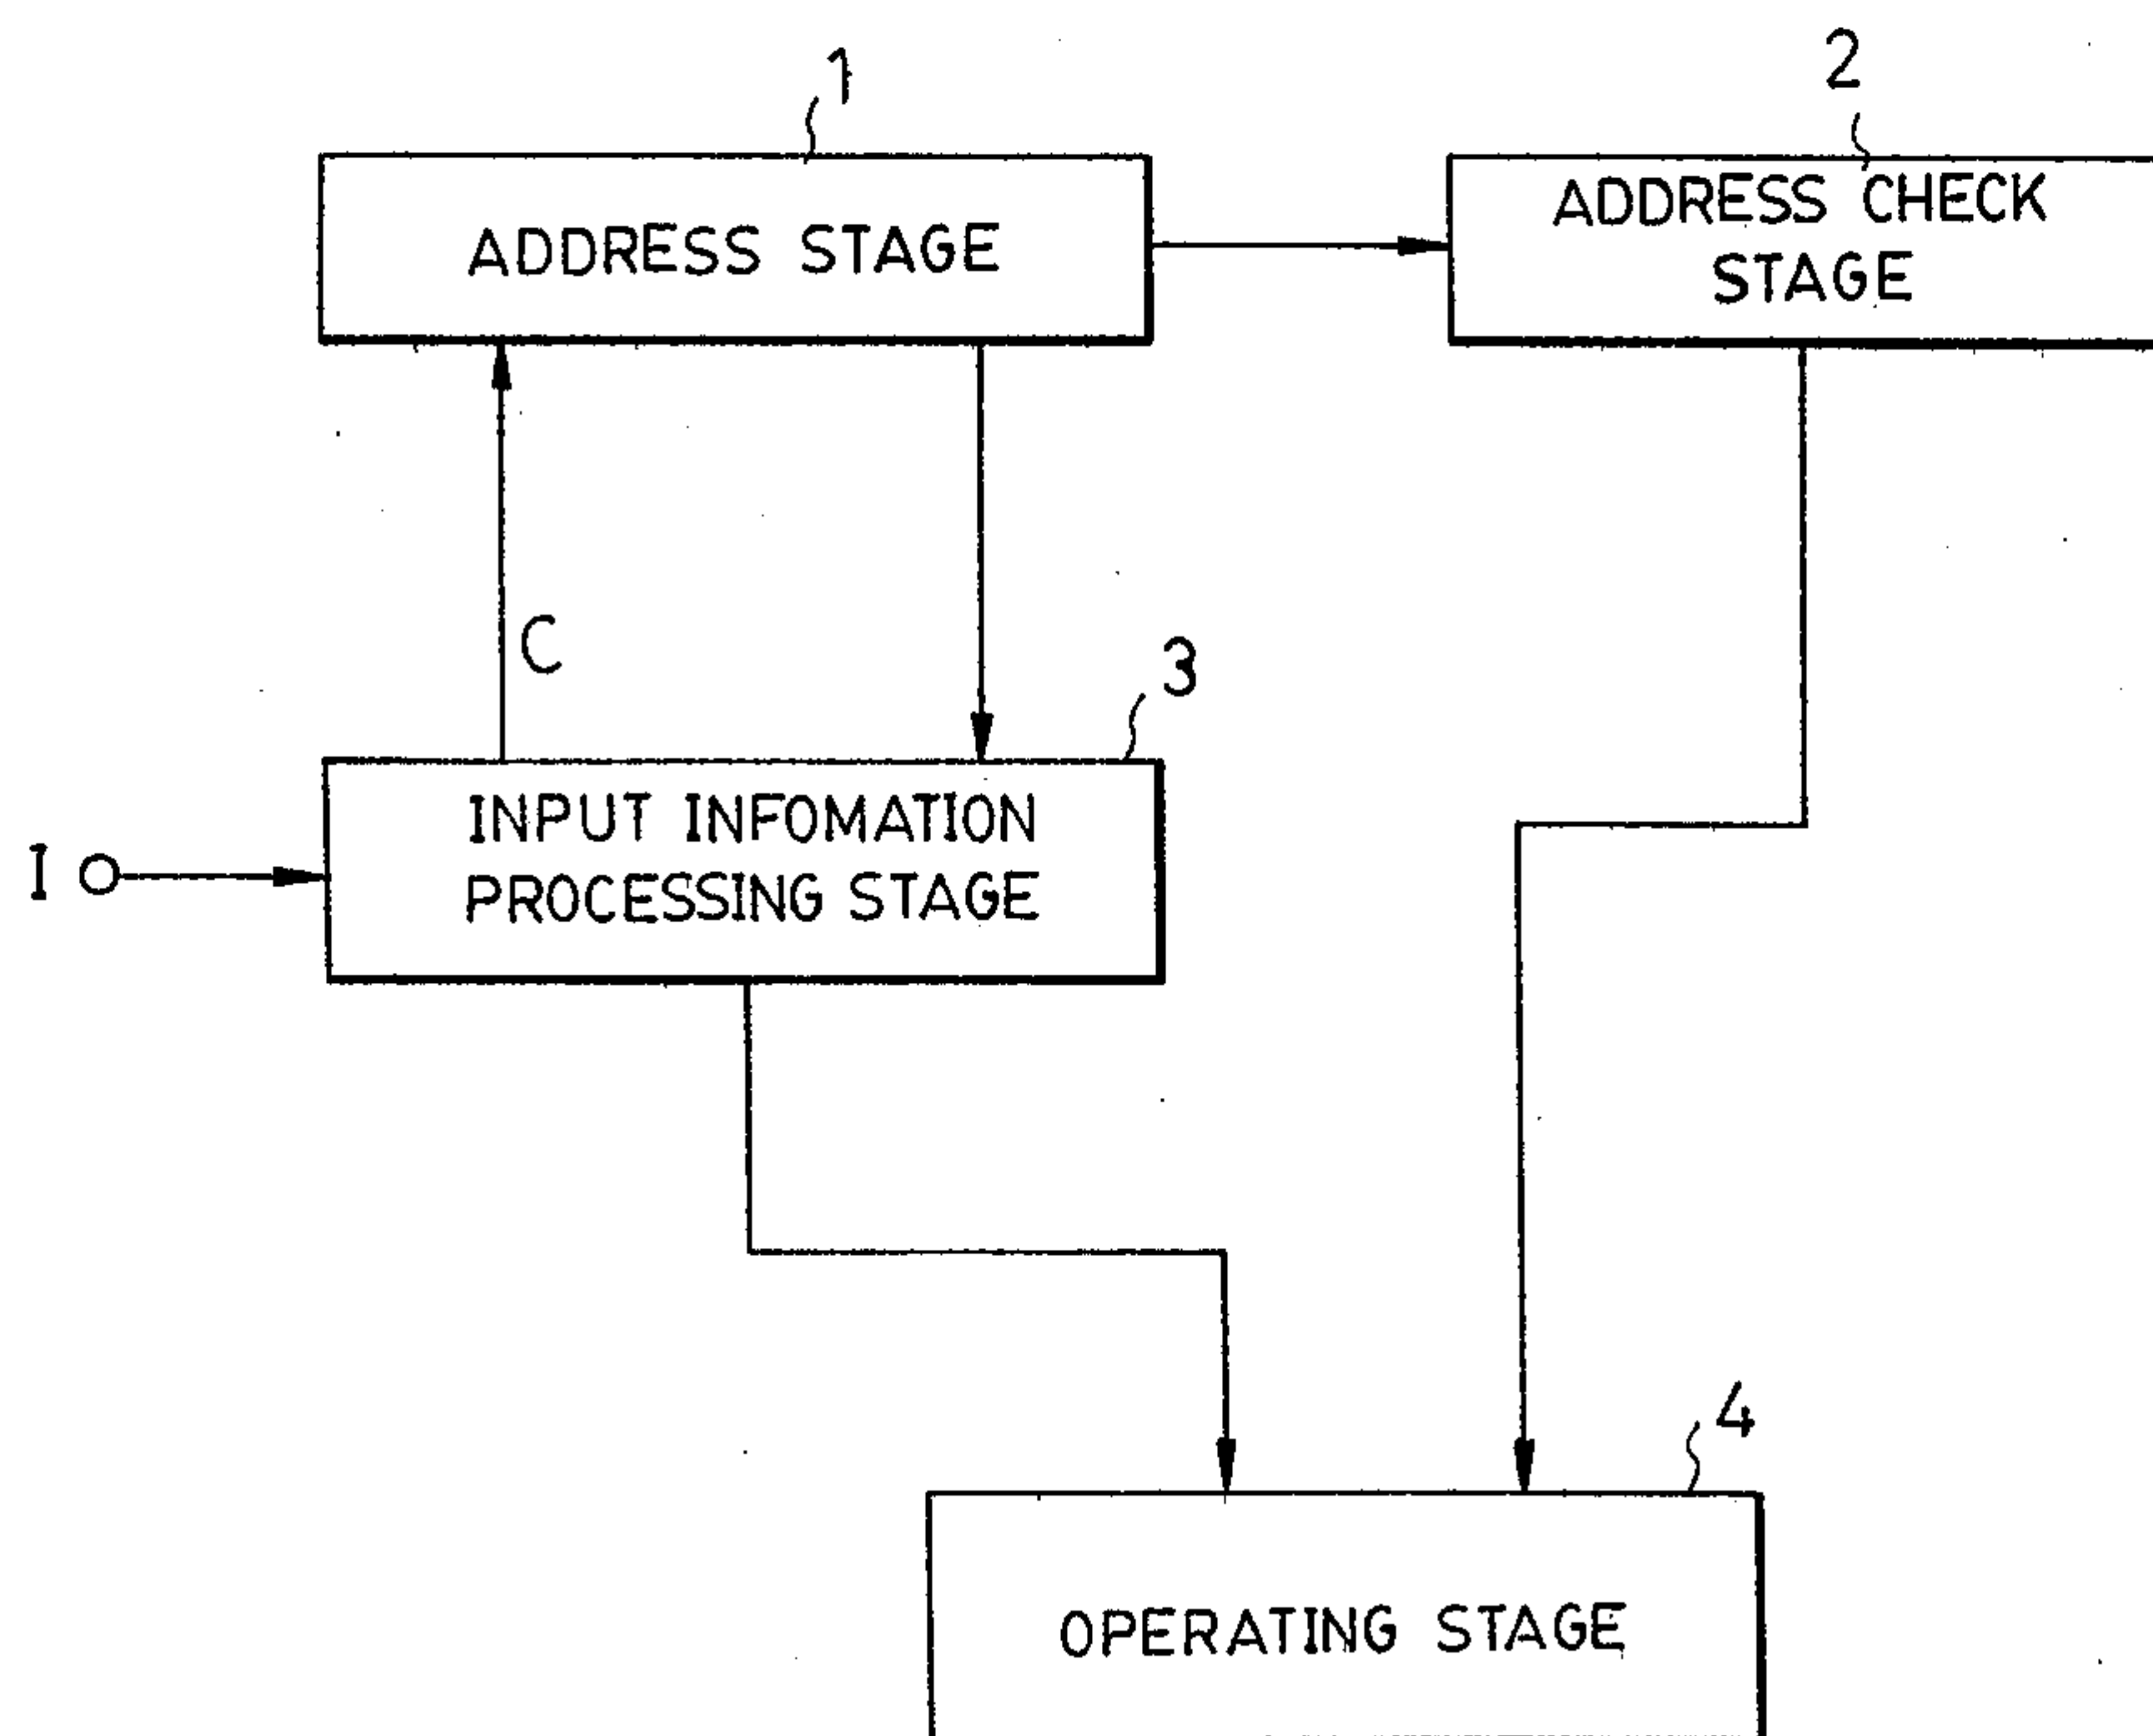 1
2
ADDRESS STAGE
ADDRESS CHECK
STAGE
C
3
INPUT INFOMATION
PROCESSING STAGE
I
4
OPERATING STAGE